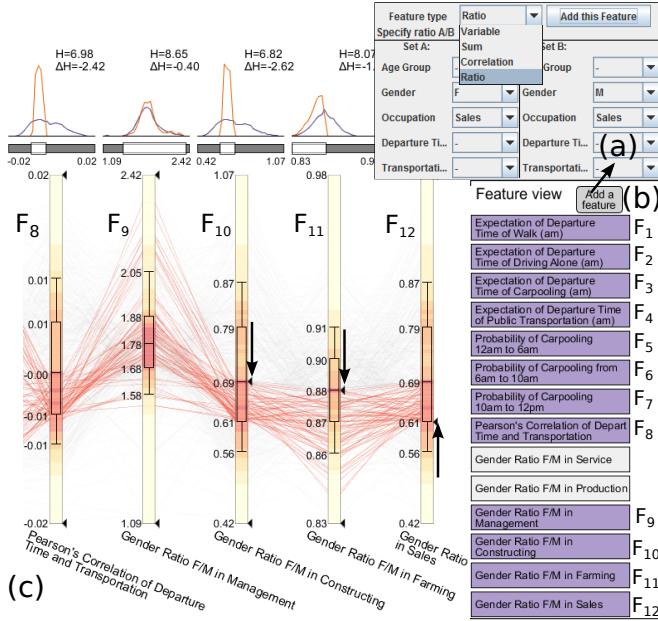 Feature type
Ratio
Add this Feature
Specify ratio A/B
Variable
Sum
Correlation
Ratio
Set A:
Set B:
Age Group
-
Group
-
Gender
F
Gender
M
Occupation
Sales
Occupation
Sales
Departure Ti...
-
Departure Ti...
-
Transportati...
-
Transportati...
-
(a)
H=6.98
ΔH=-2.42
H=8.65
ΔH=-0.40
H=6.82
ΔH=-2.62
H=8.07
ΔH=-1.
-0.02
0.02
1.09
2.42
0.42
1.07
0.83
0.9
Feature view
Add a
feature
(b)
Expectation of Departure
Time of Walk (am)
F1
Expectation of Departure
Time of Driving Alone (am)
F2
Expectation of Departure
Time of Carpooling (am)
F3
Expectation of Departure Time
of Public Transportation (am)
F4
Probability of Carpooling
12am to 6am
F5
Probability of Carpooling from
6am to 10am
F6
Probability of Carpooling
10am to 12pm
F7
Pearson's Correlation of Depart
Time and Transportation
F8
Gender Ratio F/M in Service
Gender Ratio F/M in Production
Gender Ratio F/M in
Management
F9
Gender Ratio F/M in
Constructing
F10
Gender Ratio F/M in Farming
F11
Gender Ratio F/M in Sales
F12
F8
0.02
0.01
0.01
-0.00
-0.01
-0.01
-0.02
Pearson's Correlation of Departure
Time and Transportation
F9
2.42
2.05
1.88
1.78
1.68
1.58
1.09
Gender Ratio F/M in Management
F10
1.07
0.87
0.79
0.69
0.61
0.56
0.42
Gender Ratio F/M in Constructing
F11
0.98
0.91
0.90
0.88
0.87
0.86
0.83
Gender Ratio F/M in Farming
F12
0.87
0.79
0.69
0.61
0.56
0.42
Gender Ratio
in Sales
(c)